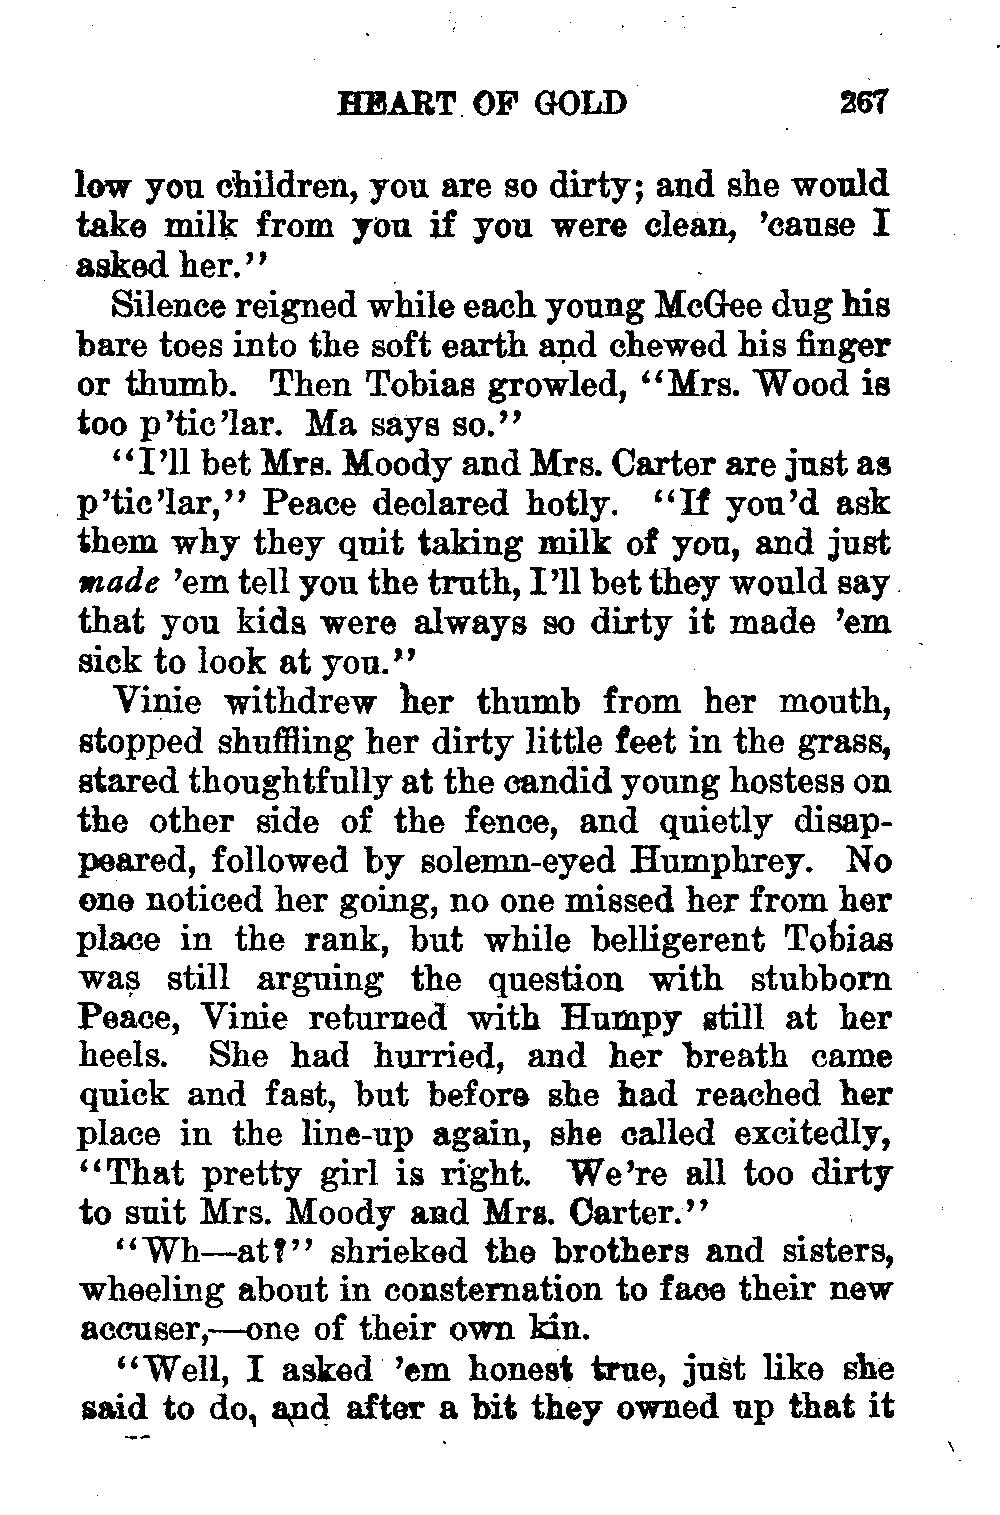 HEART OF GOLD 267
low you children, you are so dirty; and she would
take milk from you if you were clean, 'cause I
asked her."
Silence reigned while each young McGee dug his
bare toes into the soft earth and chewed his finger
or thumb. Then Tobias growled, "Mrs. Wood is
too p'tic'lar. Ma says so."
"I'll bet Mrs. Moody and Mrs. Carter are just as
p'tic'lar," Peace declared hotly. "If you'd ask
them why they quit taking milk of you, and just
made 'em tell you the truth, I'll bet they would say
that you kids were always so dirty it made 'em
sick to look at you."
Vinie withdrew her thumb from her mouth,
stopped shuffling her dirty little feet in the grass,
stared thoughtfully at the candid young hostess on
the other side of the fence, and quietly disap-
peared, followed by solemn-eyed Humphrey. No
one noticed her going, no one missed her from her
place in the rank, but while belligerent Tobias
was still arguing the question with stubborn
Peace, Vinie returned with Humpy still at her
heels. She had hurried, and her breath came
quick and fast, but before she had reached her
place in the line-up again, she called excitedly,
"That pretty girl is right. We're all too dirty
to suit Mrs. Moody and Mrs. Carter."
"Wh—at?" shrieked the brothers and sisters,
wheeling about in consternation to face their new
accuser,—one of their own kin.
"Well, I asked 'em honest true, just like she
said to do, and after a bit they owned up that it